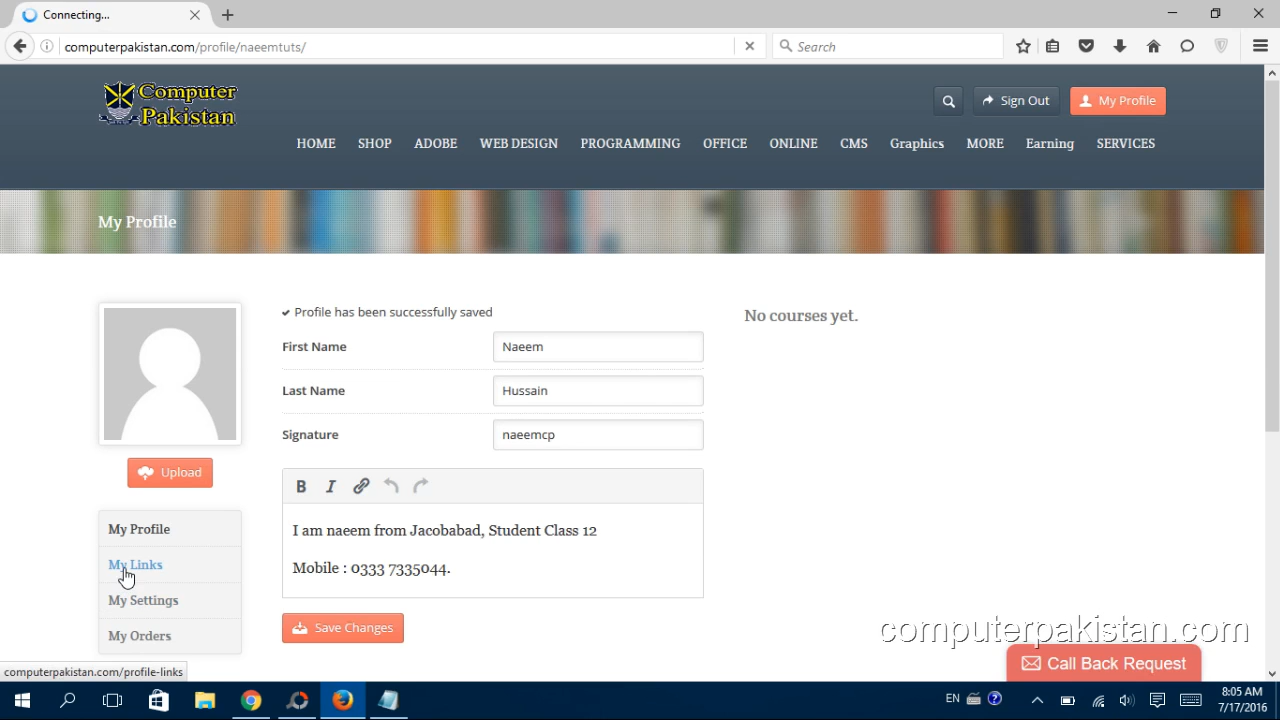 Connecting...
computerpakistan.com/profile/naeemtuts/
Search
Computer
Pakistan
Sign Out
My Profile
HOME SHOP ADOBE WEB DESIGN PROGRAMMING OFFICE ONLINE CMS Graphics MORE Earning SERVICES
My Profile
Profile has been successfully saved
No courses yet.
First Name
Naeem
Last Name
Hussain
Signature
naeemcp
Upload
B I
My Profile
I am naeem from Jacobabad, Student Class 12
My Links
Mobile : 0333 7335044.
My Settings
My Orders
Save Changes
computerpakistan.com
Call Back Request
computerpakistan.com/profile-links
EN
8:05 AM
7/17/2016